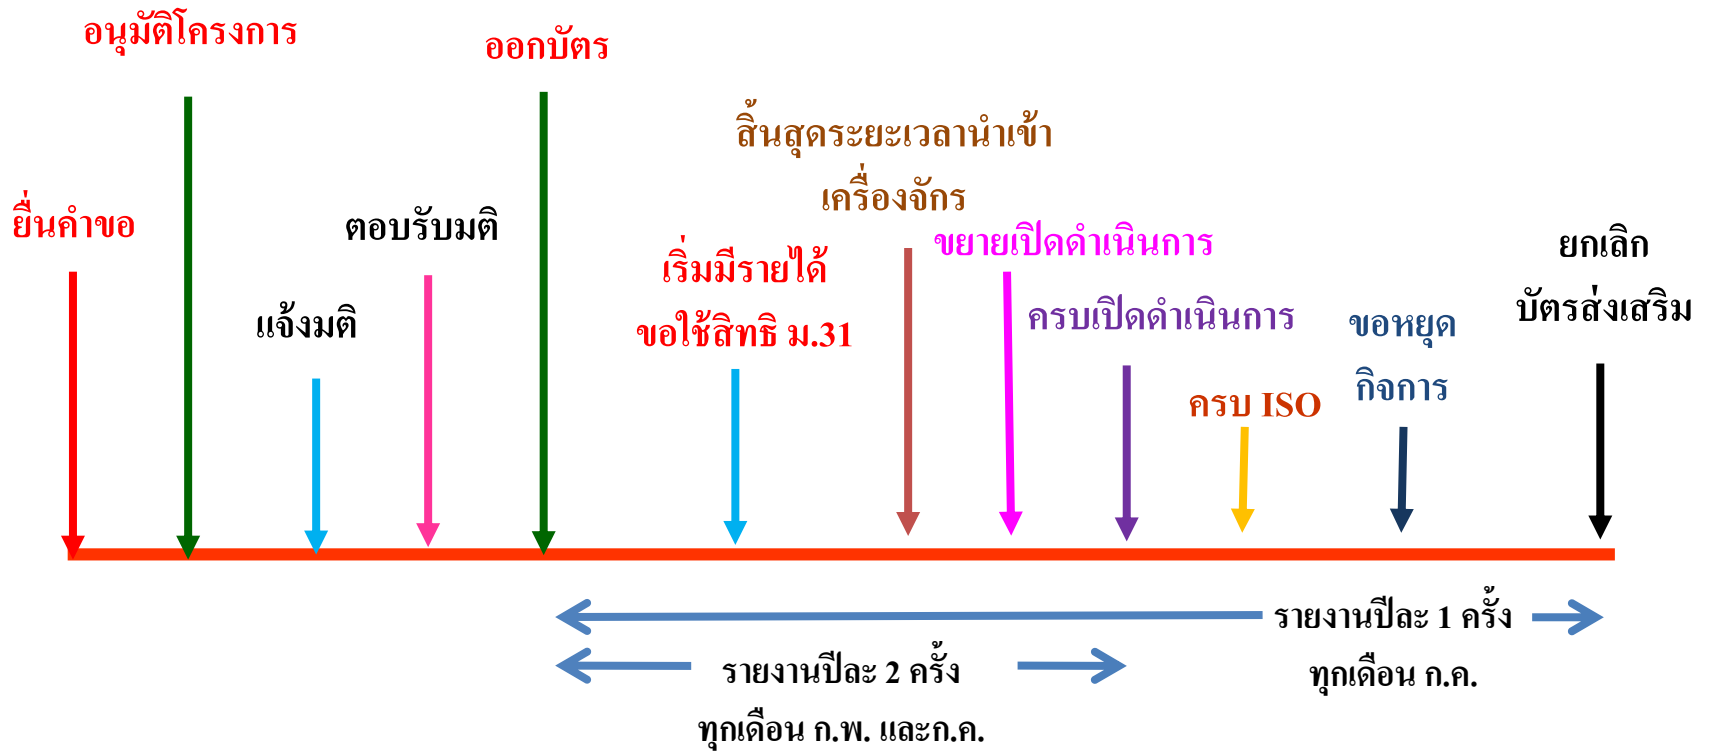 อนุมัติโครงการ
ออกบัตร
สิ้นสุดระยะเวลานำเข้า
เครื่องจักร
ยื่นคำขอ
ตอบรับมติ
แจ้งมติ
เริ่มมีรายได้
ขอใช้สิทธิ ม.31
ขยายเปิดดำเนินการ
ครบเปิดดำเนินการ
ครบ ISO
ขอหยุด
กิจการ
ยกเลิก
บัตรส่งเสริม
รายงานปีละ 1 ครั้ง
ทุกเดือน ก.ค.
รายงานปีละ 2 ครั้ง
ทุกเดือน ก.พ. และก.ค.